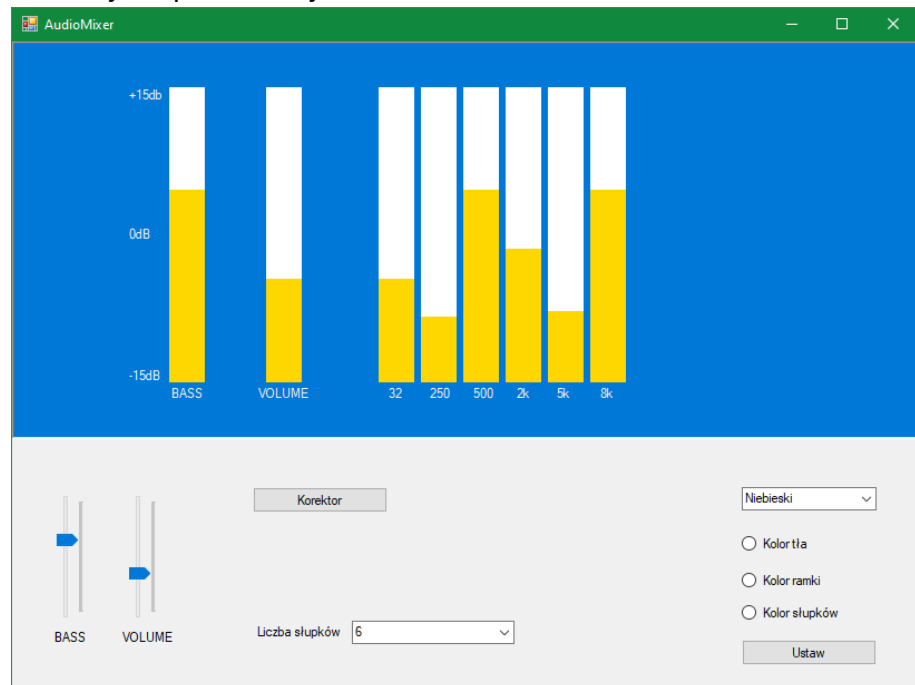 AudioMixer
+15db
0dB
-15dB
BASS VOLUME 32 250 500 2k 5k 8k
Korektor
Niebieski
Kolor tła
Kolor ramki
Kolor słupków
BASS VOLUME
Liczba słupków 6
Ustaw